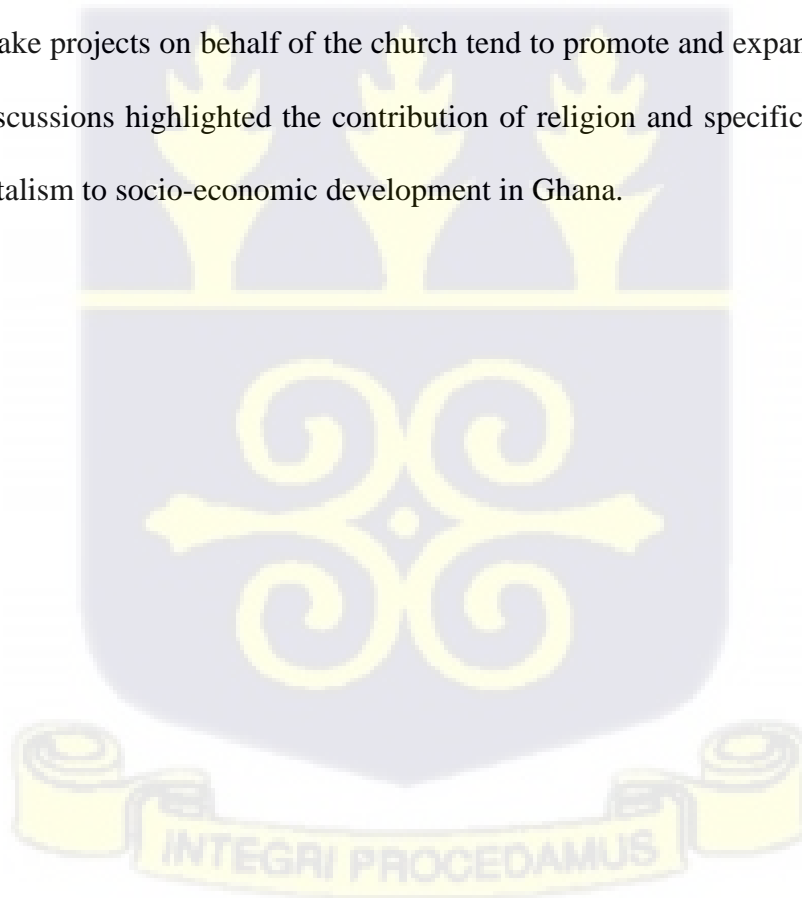 ake projects on behalf of the church tend to promote and expan
scussions highlighted the contribution of religion and specific
talism to socio-economic development in Ghana.
INTEGRI PROCEDAMUS